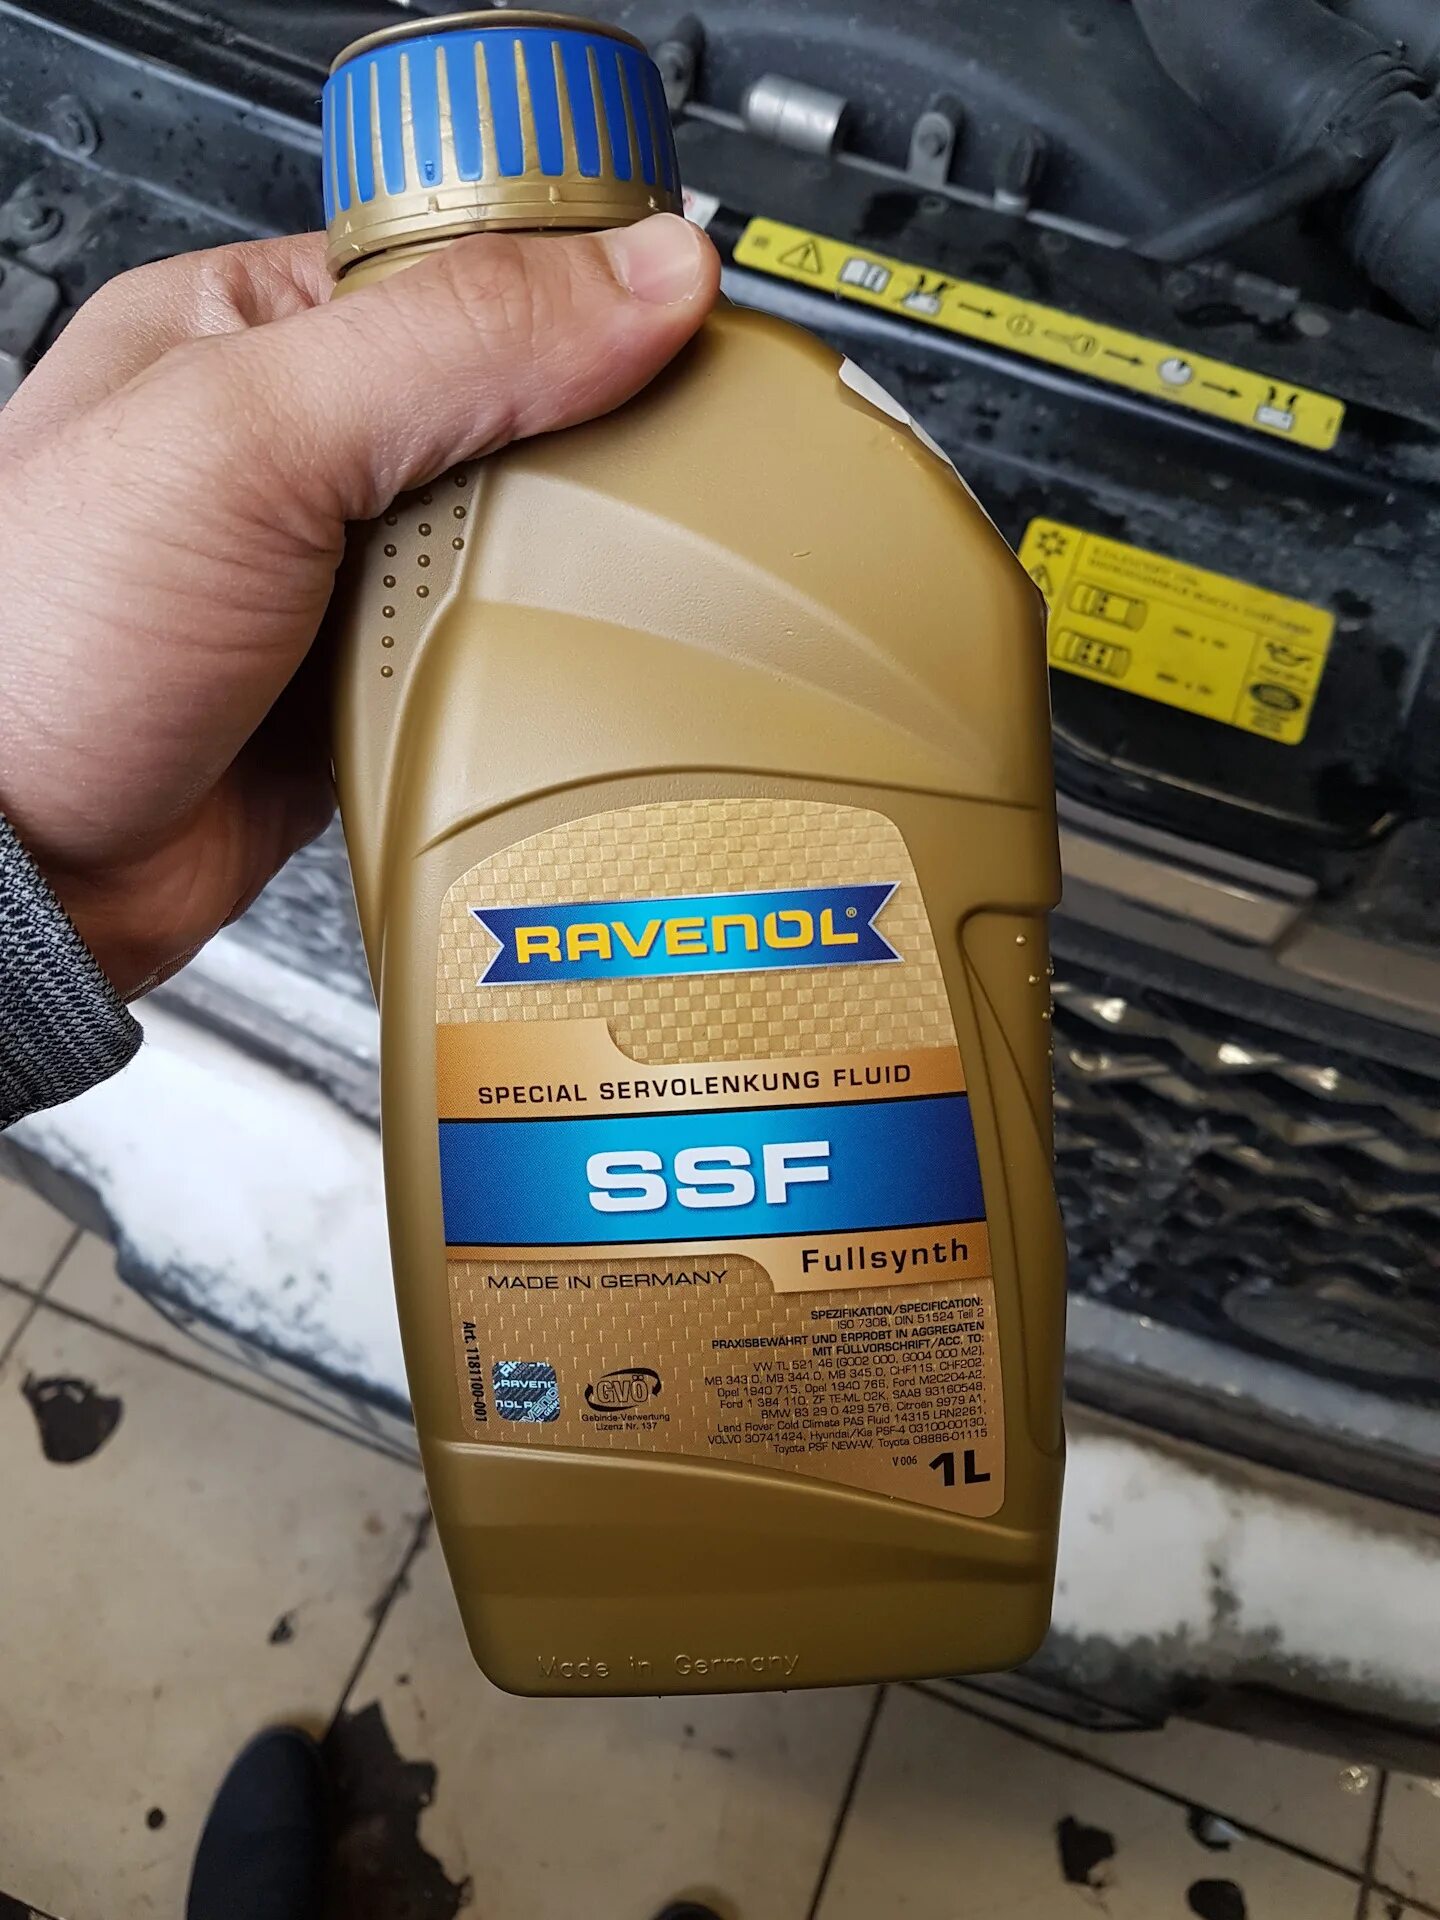 RAVENOL®
SPECIAL SERVOLENKUNG FLUID
SSF
Fullsynth
MADE IN GERMANY
SPEZIFIKATION/SPECIFICATION:
ISO 7308, DIN 51524 Teil 2
PRAXISBEWÄHRT UND ERPROBT IN AGGREGATEN
MIT FÜLLVORSCHRIFT/ACC. TO:
VW TL 521 46 (G002 000, G004 000 M2),
MB 343.0, MB 344.0, MB 345.0, CHF11S, CHF202,
Opel 1940 715, Opel 1940 766, Ford M2C204-A2,
Ford 1 384 110, ZF TE-ML 02K, SAAB 93160548,
BMW 83 29 0 429 576, Citroën 9979 A1,
Land Rover Cold Climate PAS Fluid 14315 LRN2261,
VOLVO 30741424, Hyundai/Kia PSF-4 03100-00130,
Toyota PSF NEW-W, Toyota 08886-01115
V 006
1L
Art. 1181100-001
RAVENOL
GVÖ
Gebinde-Verwertung
Lizenz Nr. 137
Made in Germany